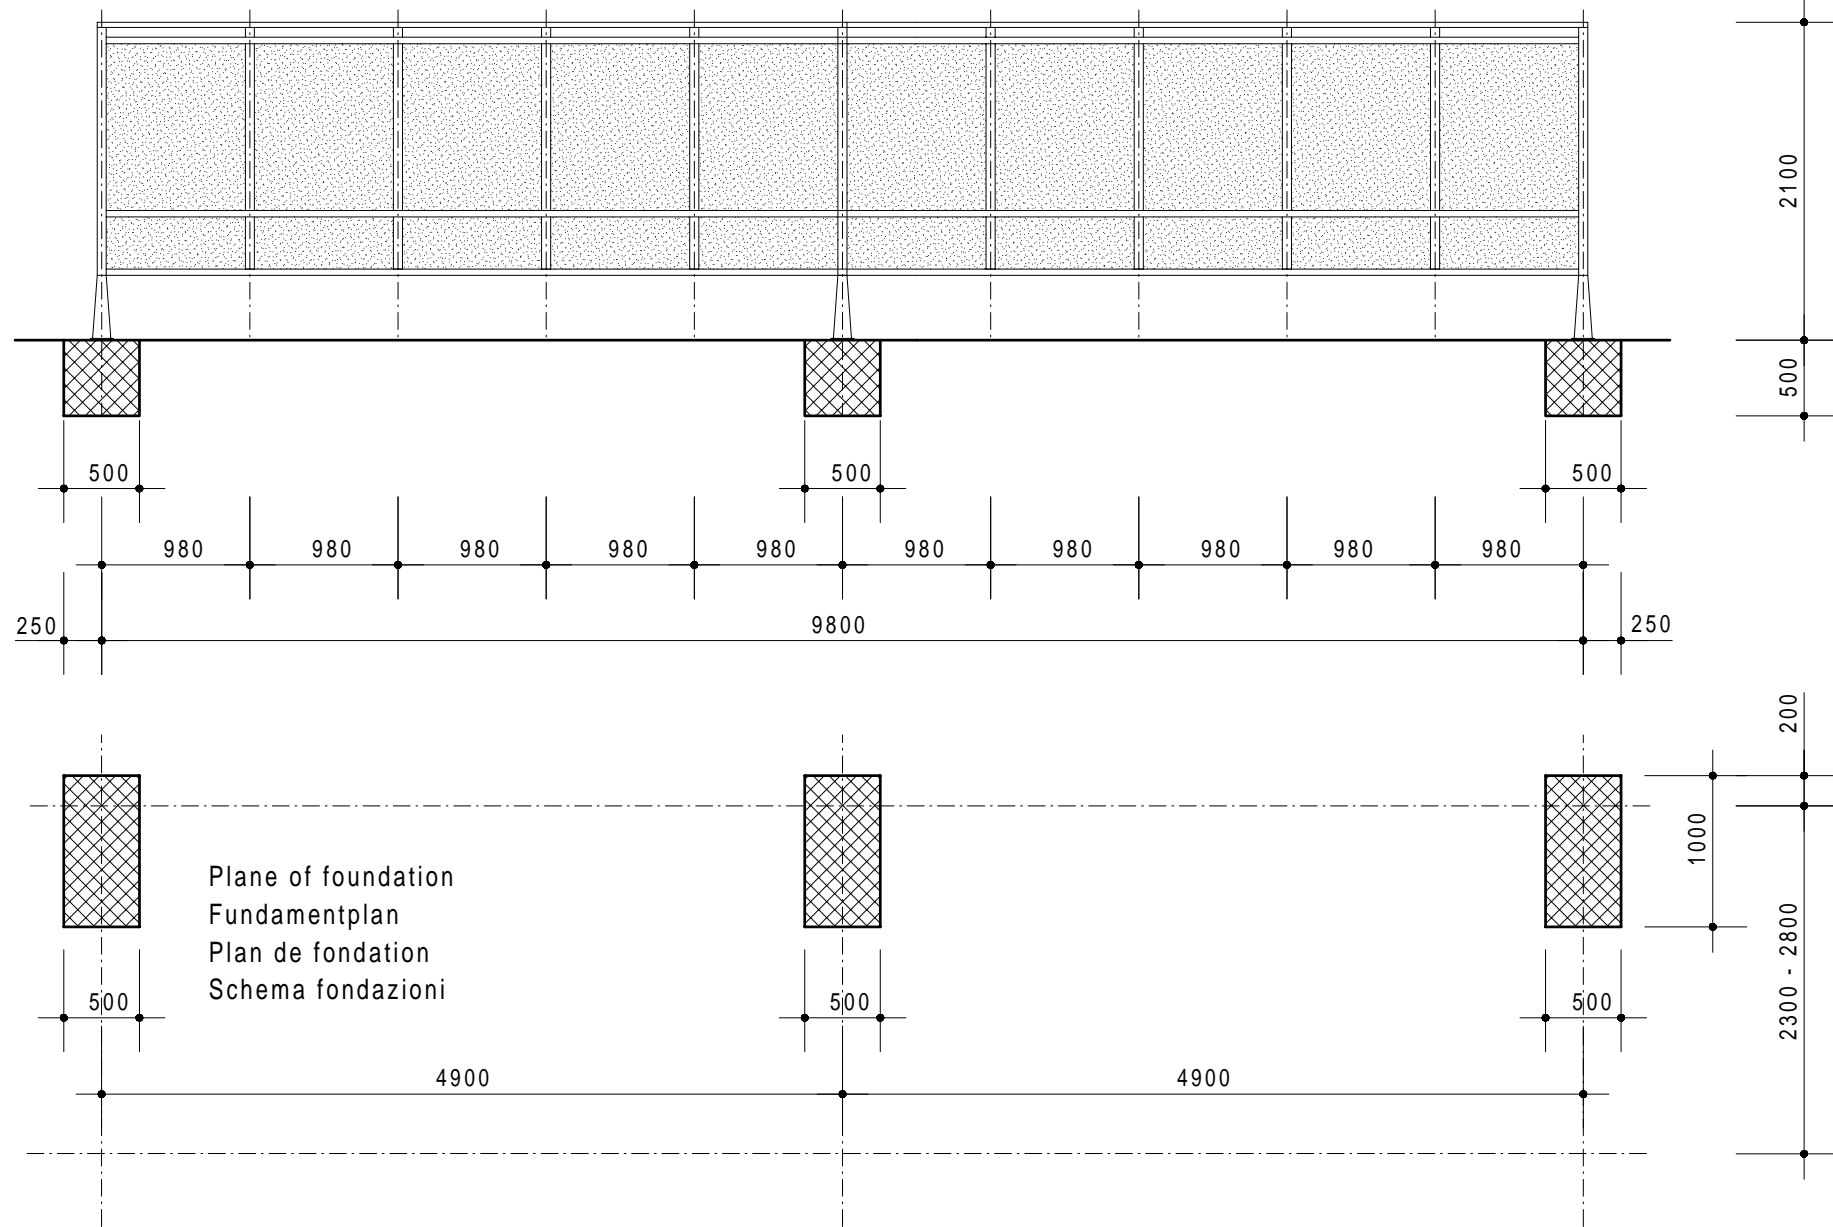 2100
500
500 500 500
980 980 980 980 980 980 980 980 980 980
250 9800 250
200
1000
2300 - 2800
Plane of foundation
Fundamentplan
Plan de fondation
Schema fondazioni
500 500 500
4900 4900